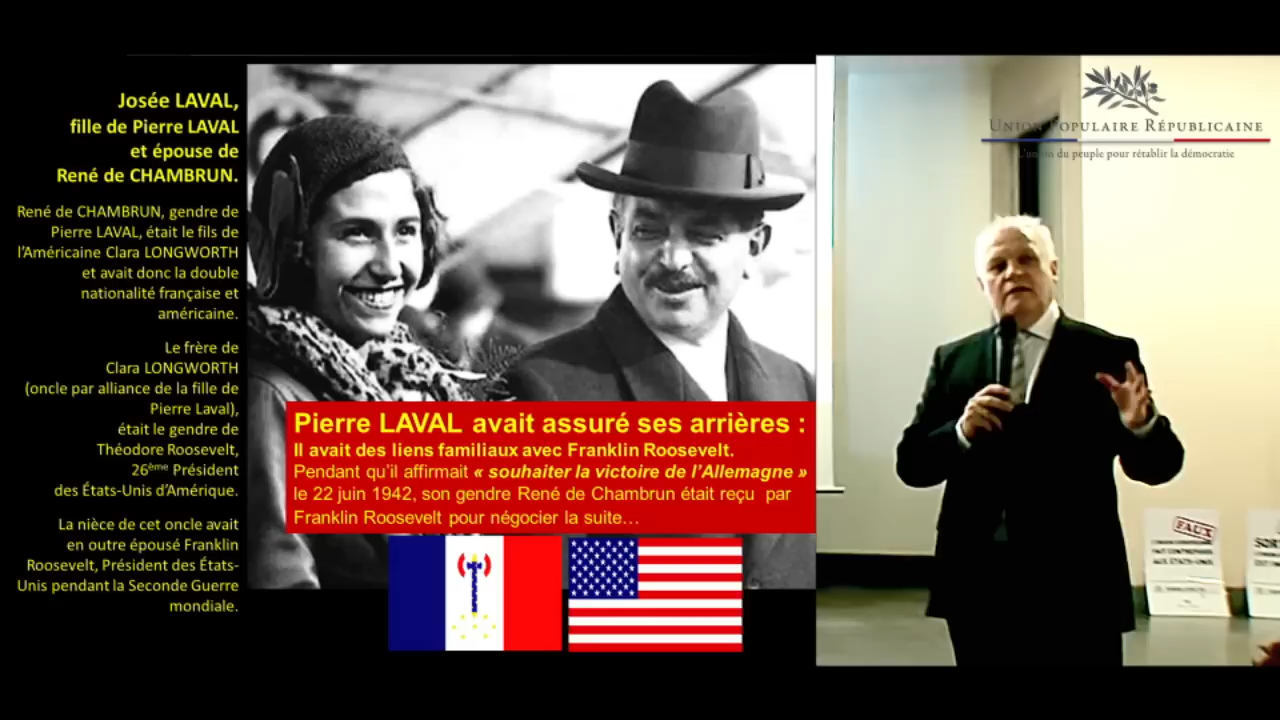 Josée LAVAL,
fille de Pierre LAVAL
et épouse de
René de CHAMBRUN.
René de CHAMBRUN, gendre de
Pierre LAVAL, était le fils de
l'Américaine Clara LONGWORTH
et avait donc la double
nationalité française et
américaine.
Le frère de
Clara LONGWORTH
(oncle par alliance de la fille de
Pierre Laval),
était le gendre de
Théodore Roosevelt,
26ème Président
des États-Unis d'Amérique.
La nièce de cet oncle avait
en outre épousé Franklin
Roosevelt, Président des États-
Unis pendant la Seconde Guerre
mondiale.
Pierre LAVAL avait assuré ses arrières :
Il avait des liens familiaux avec Franklin Roosevelt.
Pendant qu'il affirmait « souhaiter la victoire de l'Allemagne »
le 22 juin 1942, son gendre René de Chambrun était reçu par
Franklin Roosevelt pour négocier la suite…
UNION POPULAIRE RÉPUBLICAINE
L'union du peuple pour rétablir la démocratie
FAUX
FAIT CONTREPOIDS
AUX ÉTATS-UNIS